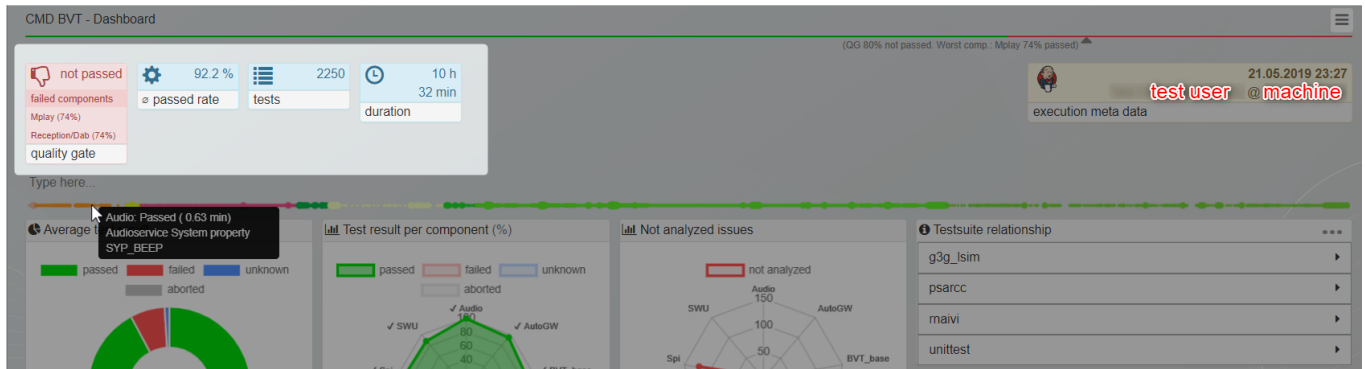 CMD BVT - Dashboard
(QG 80% not passed. Worst comp.: Mplay 74% passed)
not passed
failed components
Mplay (74%)
Reception/Dab (74%)
quality gate
92.2 %
⌀ passed rate
2250
tests
10 h
32 min
duration
21.05.2019 23:27
test user @ machine
execution meta data
Type here...
Audio: Passed ( 0.63 min)
Audioservice System property
SYP_BEEP
Average t
passed failed unknown
aborted
Test result per component (%)
passed failed unknown
aborted
✓ Audio
100
✓ SWU
✓ AutoGW
80
60
40
Not analyzed issues
not analyzed
Audio
150
SWU
AutoGW
100
50
Spi
BVT_base
Testsuite relationship
g3g_lsim
psarcc
rnaivi
unittest